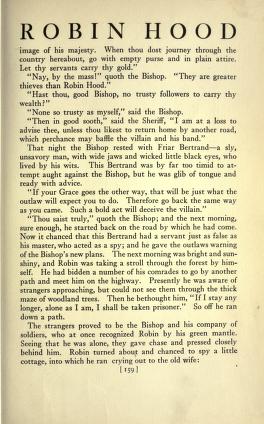 ROBIN HOOD
image of his majesty. When thou dost journey through the
country hereabout, go with empty purse and in plain attire.
Let thy servants carry thy gold."
"Nay, by the mass!" quoth the Bishop. "They are greater
thieves than Robin Hood."
"Hast thou, good Bishop, no trusty followers to carry thy
wealth?"
"None so trusty as myself," said the Bishop.
"Then in good sooth," said the Sheriff, "I am at a loss to
advise thee, unless thou likest to return home by another road,
which perchance may baffle the villain and his band."
That night the Bishop rested with Friar Bertrand—a sly,
unsavory man, with wide jaws and wicked little black eyes, who
lived by his wits. This Bertrand was by far too timid to at-
tempt aught against the Bishop, but he was glib of tongue and
ready with advice.
"If your Grace goes the other way, that will be just what the
outlaw will expect you to do. Therefore go back the same way
as you came. Such a bold act will deceive the villain."
"Thou saist truly," quoth the Bishop; and the next morning,
sure enough, he started back on the road by which he had come.
Now it chanced that this Bertrand had a servant just as false as
his master, who acted as a spy; and he gave the outlaws warning
of the Bishop's new plans. The next morning was bright and sun-
shiny, and Robin was taking a stroll through the forest by him-
self. He had bidden a number of his comrades to go by another
path and meet him on the highway. Presently he was aware of
strangers approaching, but could not see them through the thick
maze of woodland trees. Then he bethought him, "If I stay any
longer, alone as I am, I shall be taken prisoner." So off he ran
down a path.
The strangers proved to be the Bishop and his company of
soldiers, who at once recognized Robin by his green mantle.
Seeing that he was alone, they gave chase and pressed closely
behind him. Robin turned about and chanced to spy a little
cottage, into which he ran crying out to the old wife:
[159]